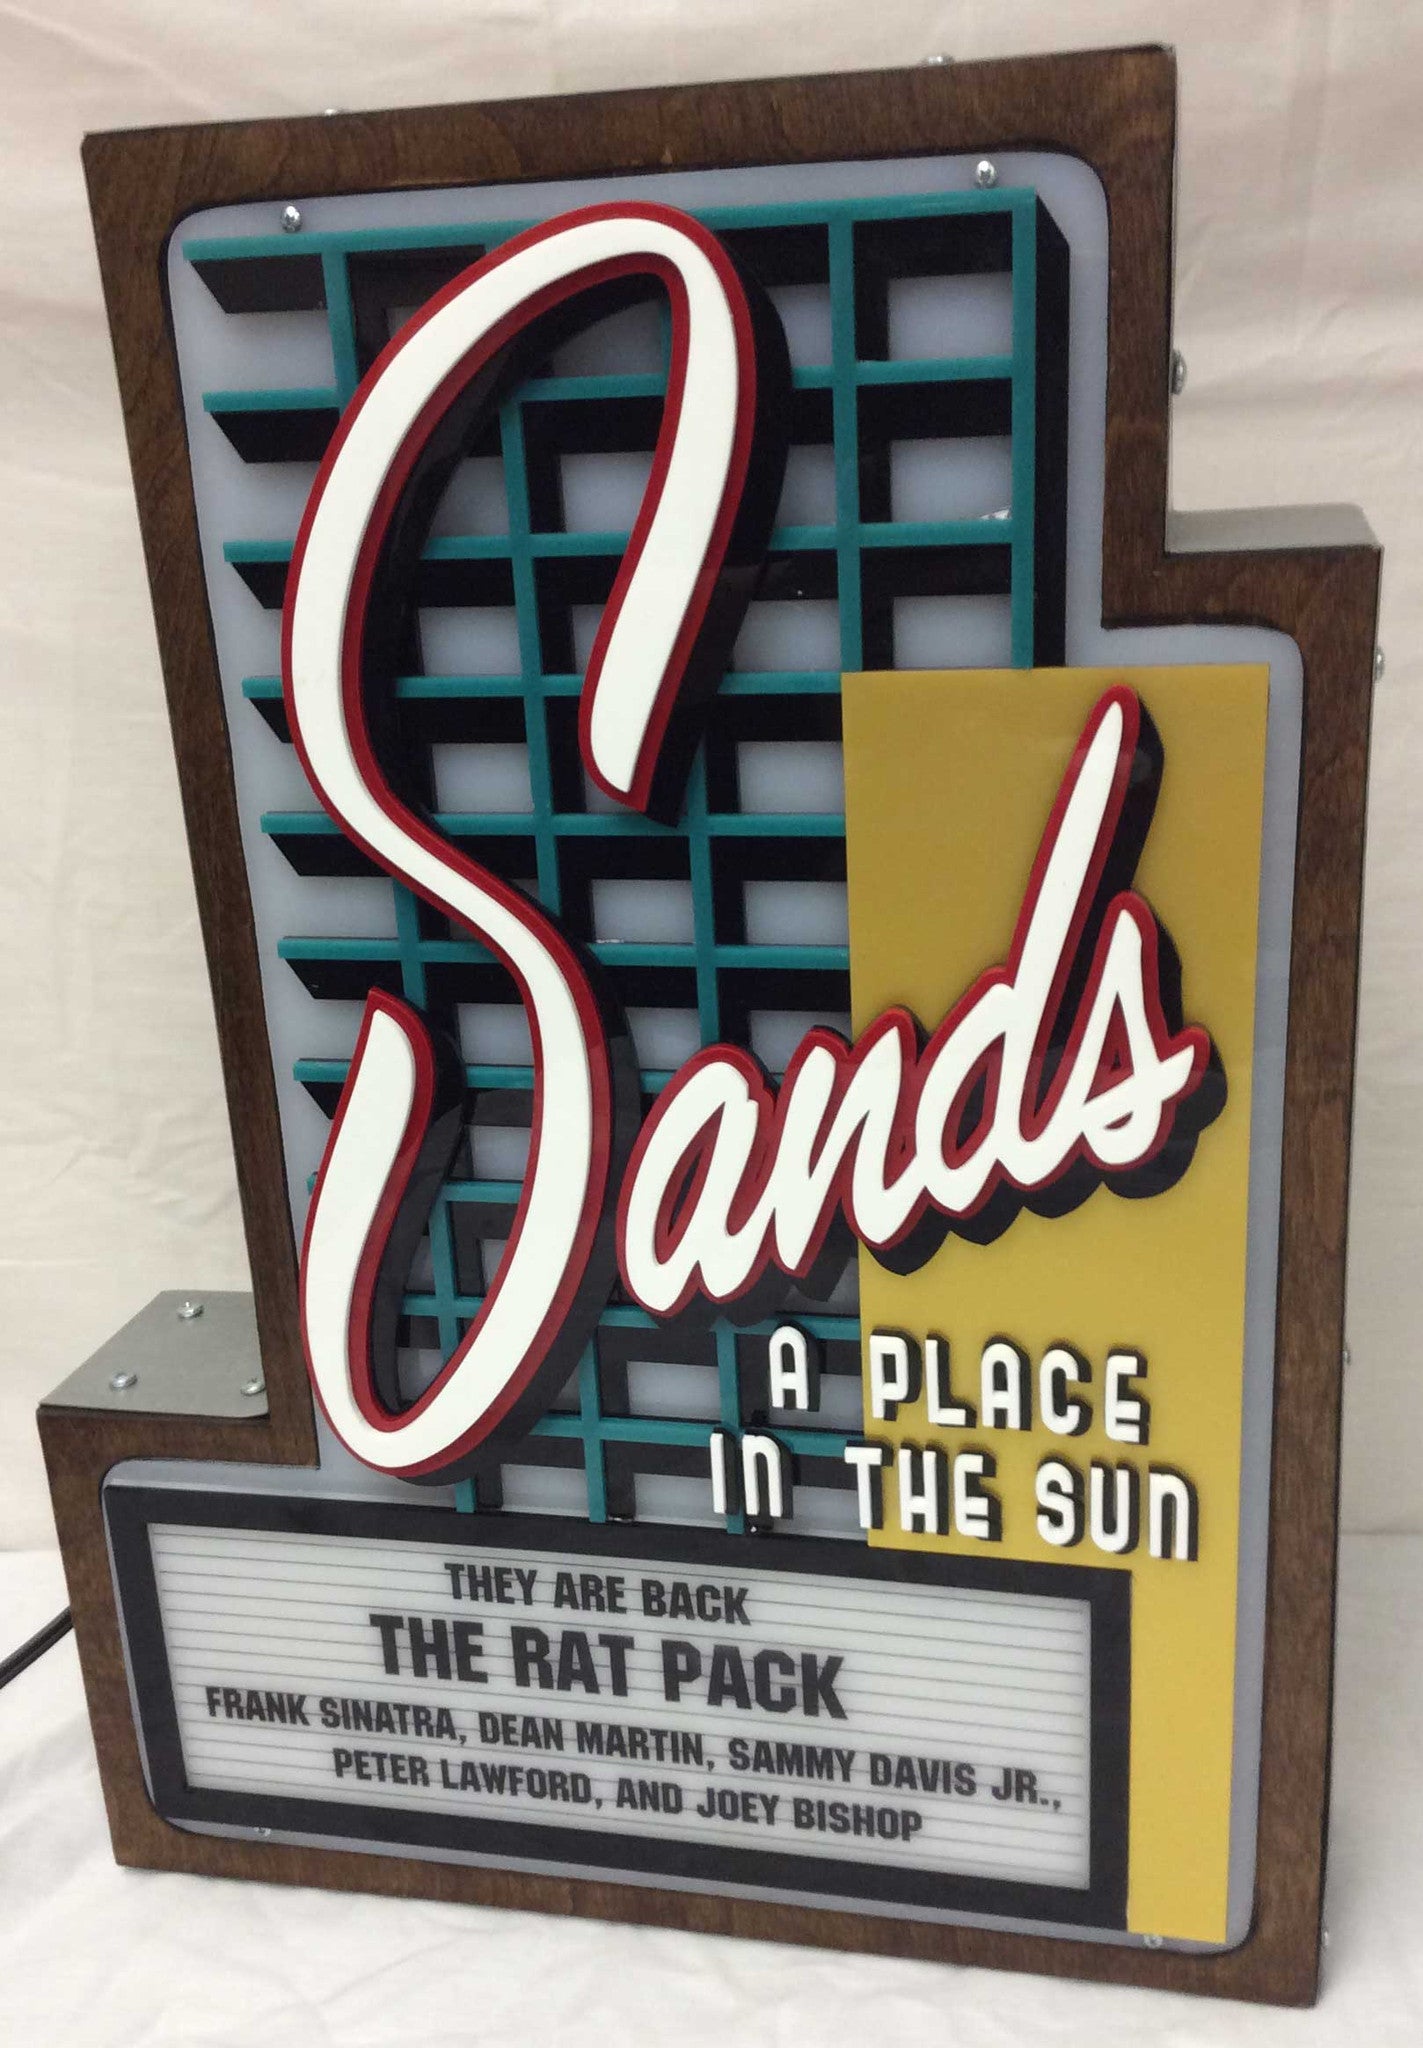 Sands
A PLACE
IN THE SUN
THEY ARE BACK
THE RAT PACK
FRANK SINATRA, DEAN MARTIN, SAMMY DAVIS JR.,
PETER LAWFORD, AND JOEY BISHOP